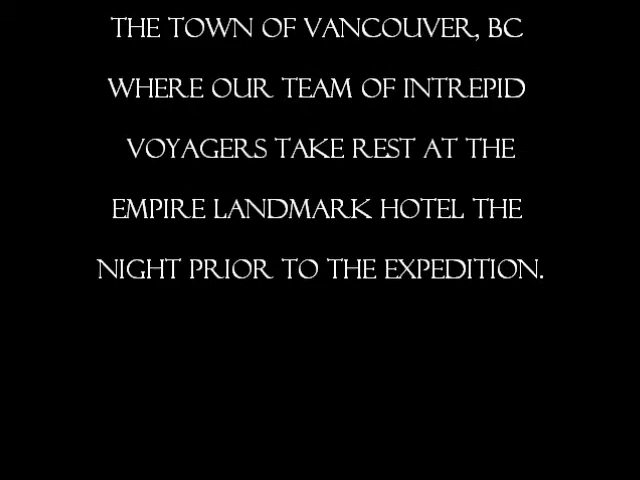 THE TOWN OF VANCOUVER, BC
WHERE OUR TEAM OF INTREPID
VOYAGERS TAKE REST AT THE
EMPIRE LANDMARK HOTEL THE
NIGHT PRIOR TO THE EXPEDITION.